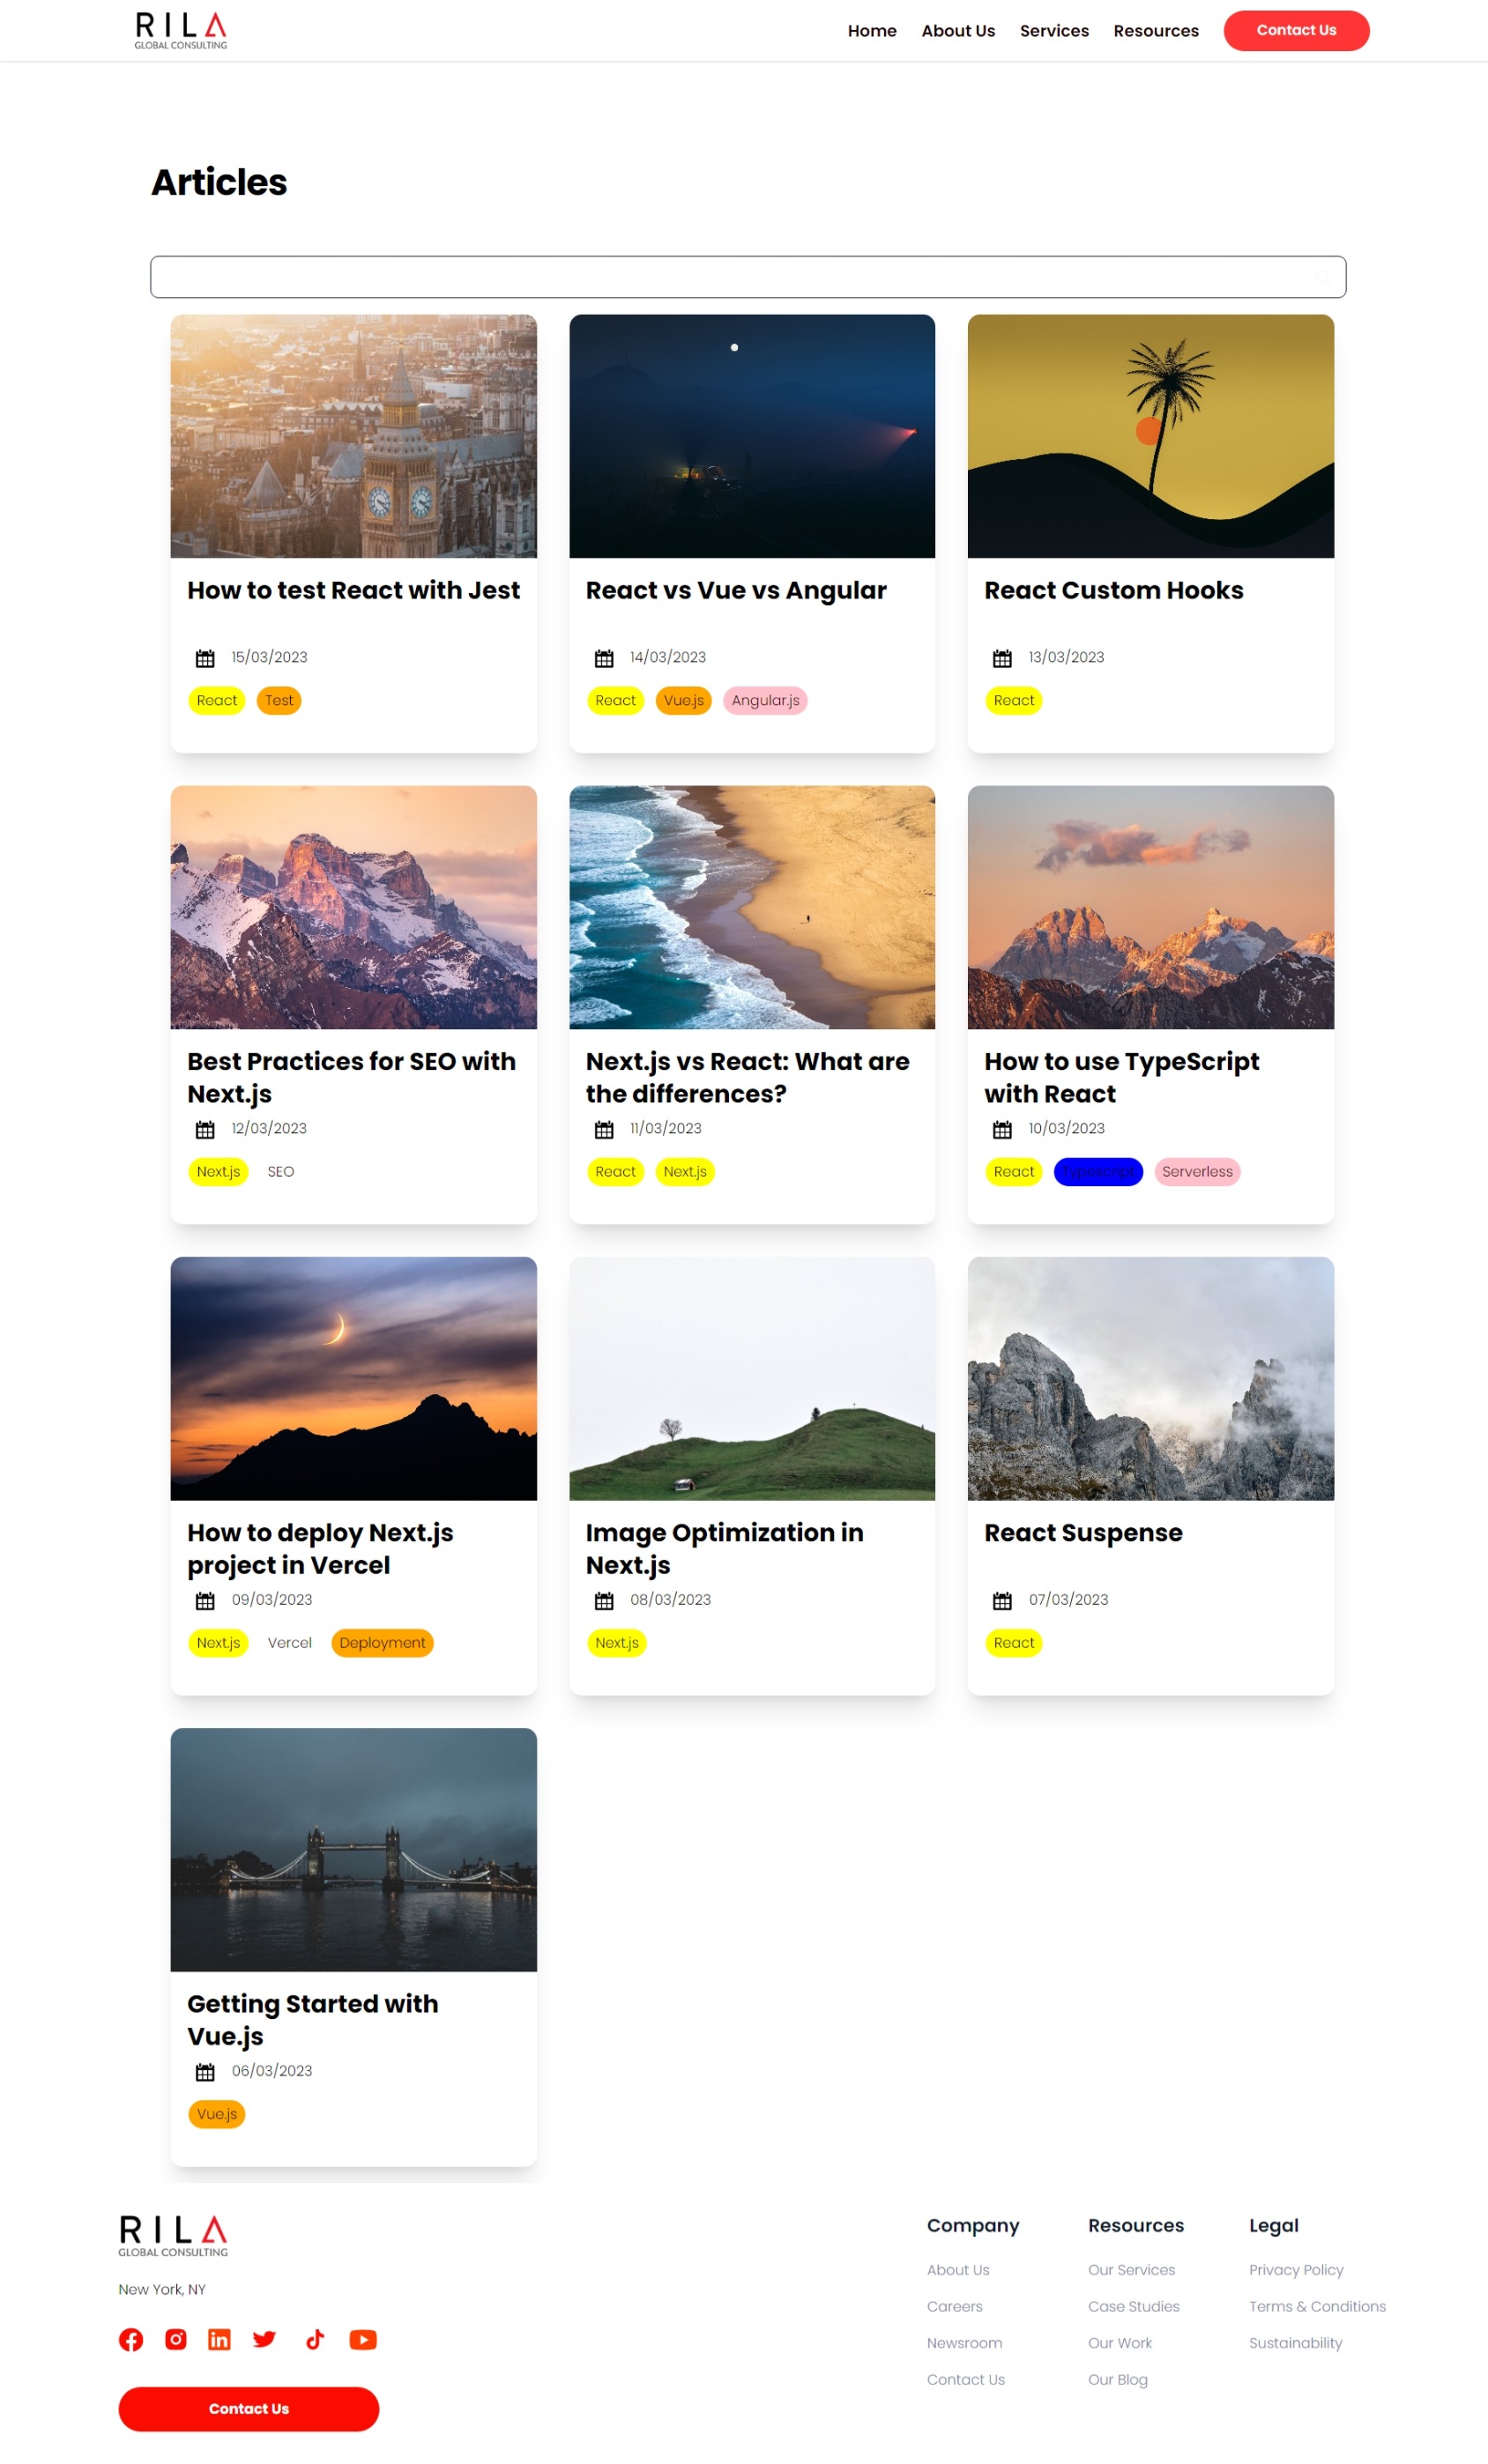 RILA
GLOBAL CONSULTING
Home About Us Services Resources Contact Us
Articles
How to test React with Jest
15/03/2023
React Test
React vs Vue vs Angular
14/03/2023
React Vue.js Angular.js
React Custom Hooks
13/03/2023
React
Best Practices for SEO with
Next.js
12/03/2023
Next.js SEO
Next.js vs React: What are
the differences?
11/03/2023
React Next.js
How to use TypeScript
with React
10/03/2023
React Typescript Serverless
How to deploy Next.js
project in Vercel
09/03/2023
Next.js Vercel Deployment
Image Optimization in
Next.js
08/03/2023
Next.js
React Suspense
07/03/2023
React
Getting Started with
Vue.js
06/03/2023
Vue.js
RILA
GLOBAL CONSULTING
New York, NY
Contact Us
Company
About Us
Careers
Newsroom
Contact Us
Resources
Our Services
Case Studies
Our Work
Our Blog
Legal
Privacy Policy
Terms & Conditions
Sustainability